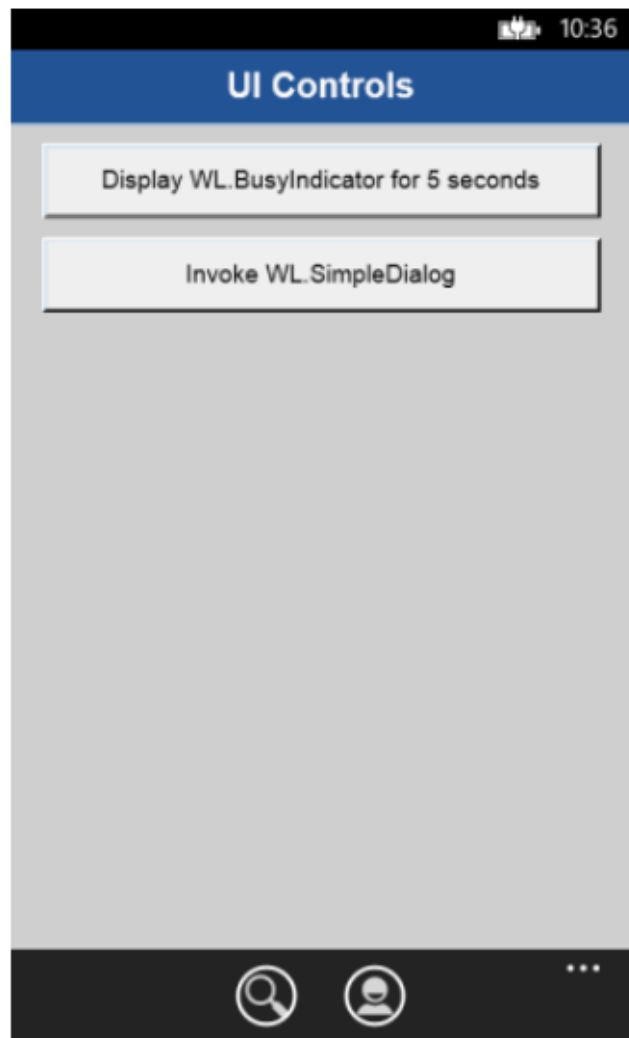 10:36
UI Controls
Display WL.BusyIndicator for 5 seconds
Invoke WL.SimpleDialog